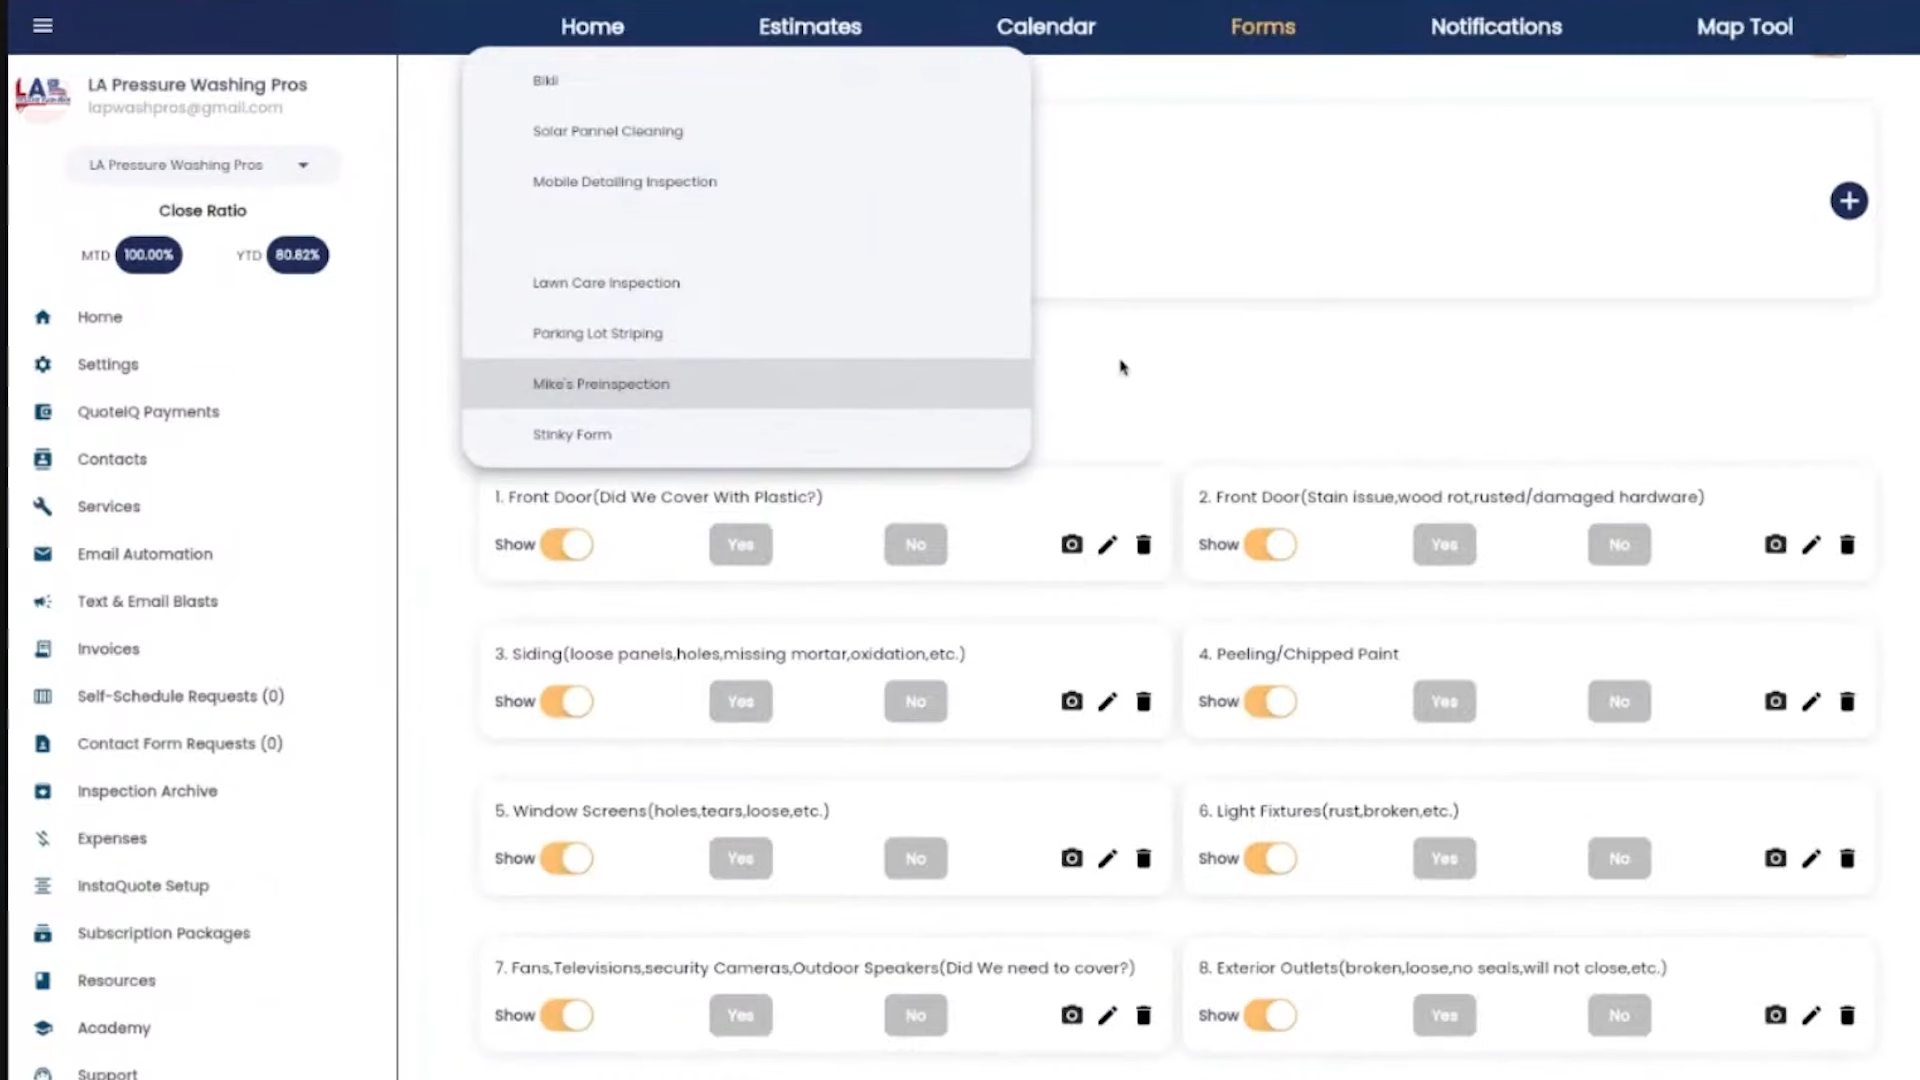 Home Estimates Calendar Forms Notifications Map Tool
LA
LA Pressure Washing Pros
lapwashpros@gmail.com
LA Pressure Washing Pros
Close Ratio
MTD 100.00% YTD 80.82%
Home
Settings
QuoteIQ Payments
Contacts
Services
Email Automation
Text & Email Blasts
Invoices
Self-Schedule Requests (0)
Contact Form Requests (0)
Inspection Archive
Expenses
InstaQuote Setup
Subscription Packages
Resources
Academy
Support
Bikli
Solar Pannel Cleaning
Mobile Detailing Inspection
Lawn Care Inspection
Parking Lot Striping
Mike's Preinspection
Stinky Form
1. Front Door(Did We Cover With Plastic?)
Show Yes No
2. Front Door(Stain issue,wood rot,rusted/damaged hardware)
Show Yes No
3. Siding(loose panels,holes,missing mortar,oxidation,etc.)
Show Yes No
4. Peeling/Chipped Paint
Show Yes No
5. Window Screens(holes,tears,loose,etc.)
Show Yes No
6. Light Fixtures(rust,broken,etc.)
Show Yes No
7. Fans,Televisions,security Cameras,Outdoor Speakers(Did We need to cover?)
Show Yes No
8. Exterior Outlets(broken,loose,no seals,will not close,etc.)
Show Yes No